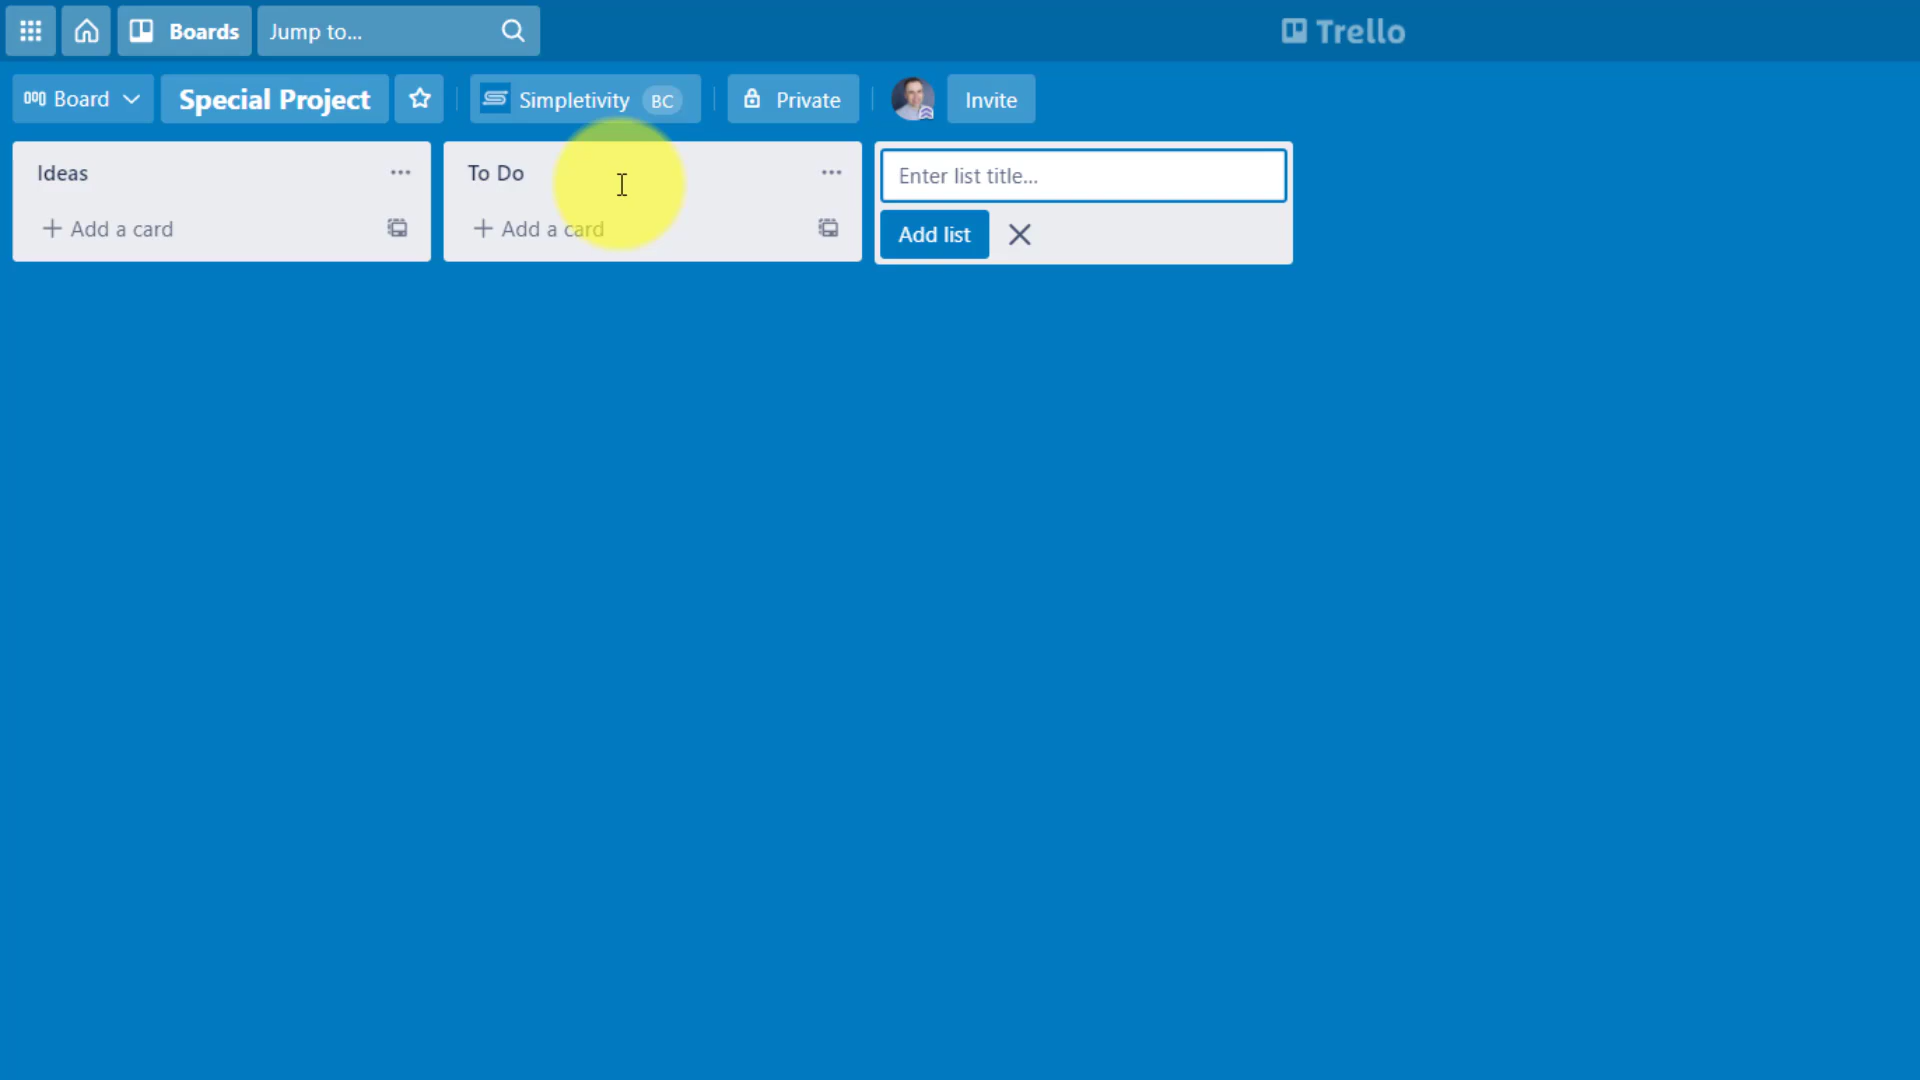 Boards
Jump to...
Trello
Board
Special Project
Simpletivity BC
Private
Invite
Ideas
To Do
Enter list title...
Add a card
Add a card
Add list